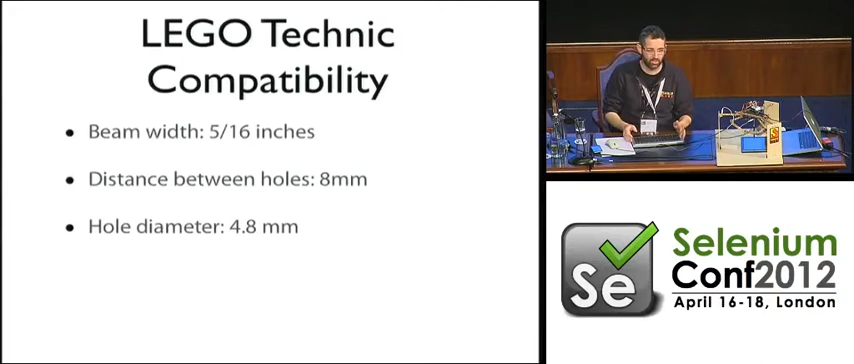 LEGO Technic
Compatibility
• Beam width: 5/16 inches
• Distance between holes: 8mm
• Hole diameter: 4.8 mm
Se
Selenium
Conf2012
April 16-18, London